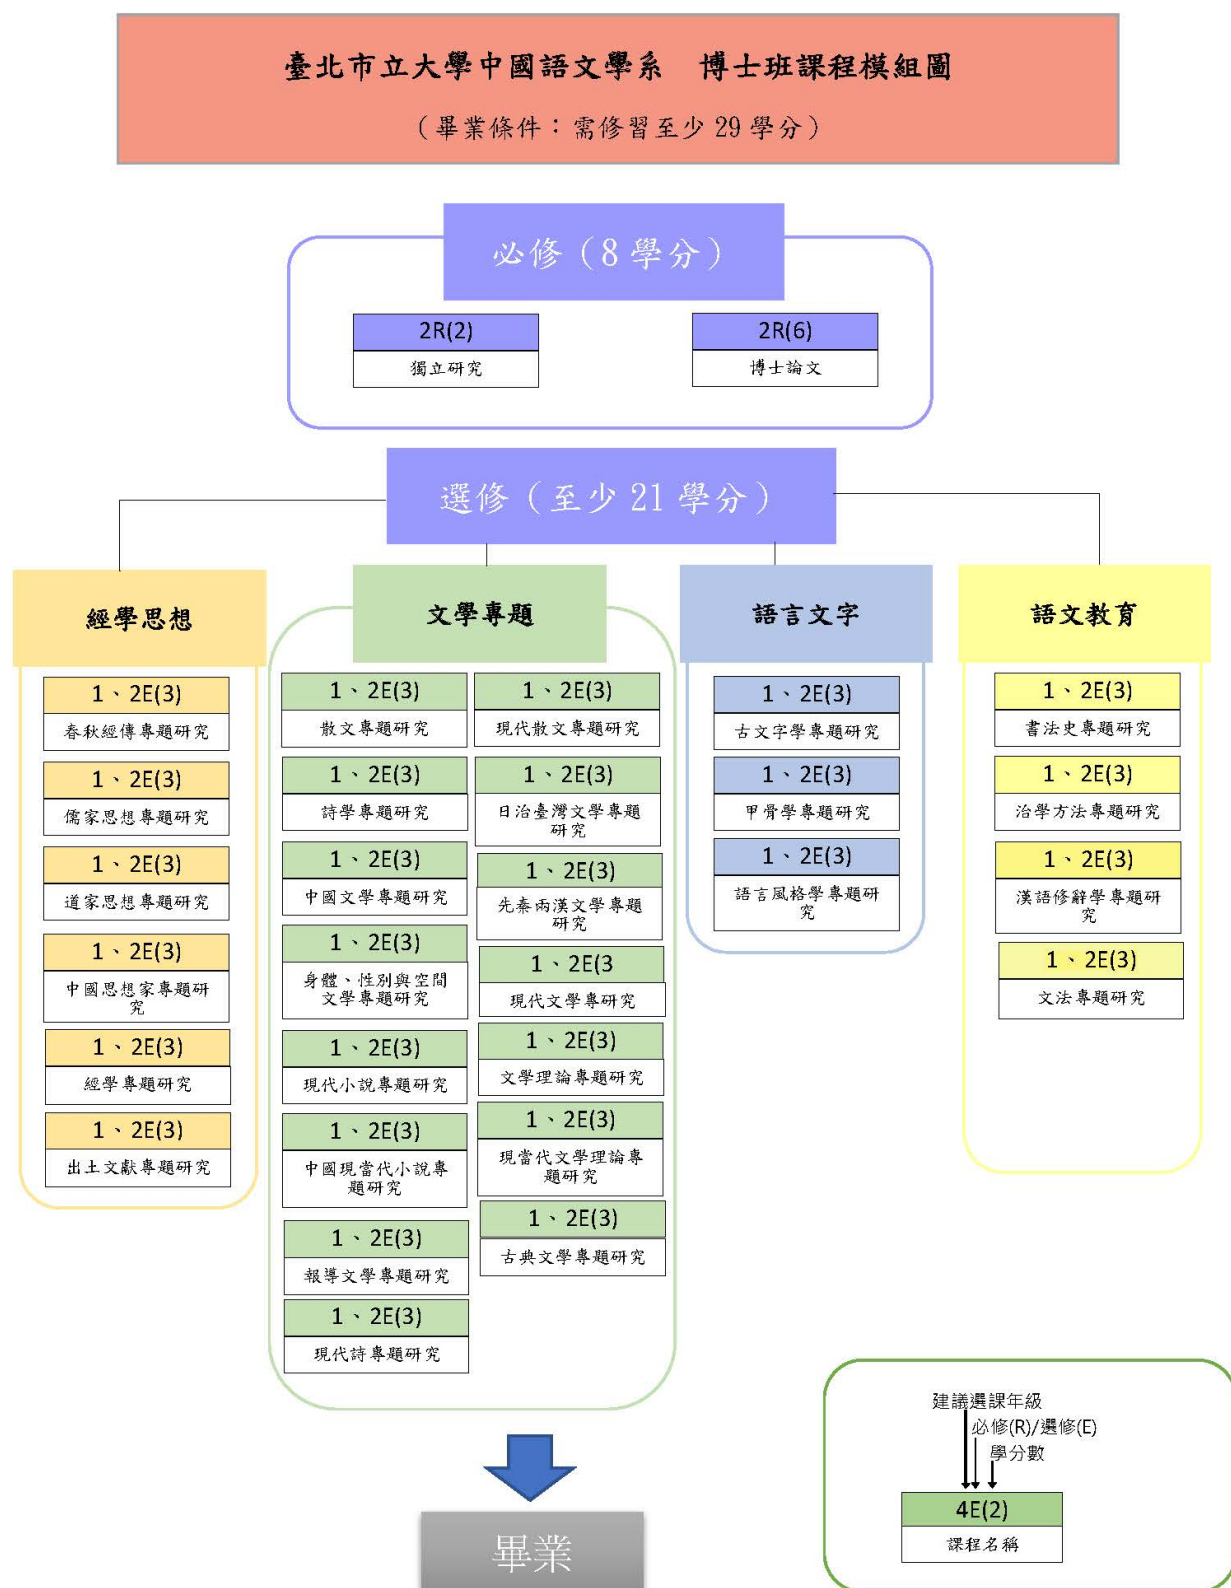 臺北市立大學中國語文學系　博士班課程模組圖
（畢業條件：需修習至少 29 學分）
必修（8 學分）
2R(2)
獨立研究
2R(6)
博士論文
選修（至少 21 學分）
經學思想
1、2E(3)
春秋經傳專題研究
1、2E(3)
儒家思想專題研究
1、2E(3)
道家思想專題研究
1、2E(3)
中國思想家專題研
究
1、2E(3)
經學專題研究
1、2E(3)
出土文獻專題研究
文學專題
1、2E(3)
散文專題研究
1、2E(3)
詩學專題研究
1、2E(3)
中國文學專題研究
1、2E(3)
身體、性別與空間
文學專題研究
1、2E(3)
現代小說專題研究
1、2E(3)
中國現當代小說專
題研究
1、2E(3)
報導文學專題研究
1、2E(3)
現代詩專題研究
1、2E(3)
現代散文專題研究
1、2E(3)
日治臺灣文學專題
研究
1、2E(3)
先秦兩漢文學專題
研究
1、2E(3
現代文學專研究
1、2E(3)
文學理論專題研究
1、2E(3)
現當代文學理論專
題研究
1、2E(3)
古典文學專題研究
語言文字
1、2E(3)
古文字學專題研究
1、2E(3)
甲骨學專題研究
1、2E(3)
語言風格學專題研
究
語文教育
1、2E(3)
書法史專題研究
1、2E(3)
治學方法專題研究
1、2E(3)
漢語修辭學專題研
究
1、2E(3)
文法專題研究
畢業
建議選課年級
必修(R)/選修(E)
學分數
4E(2)
課程名稱